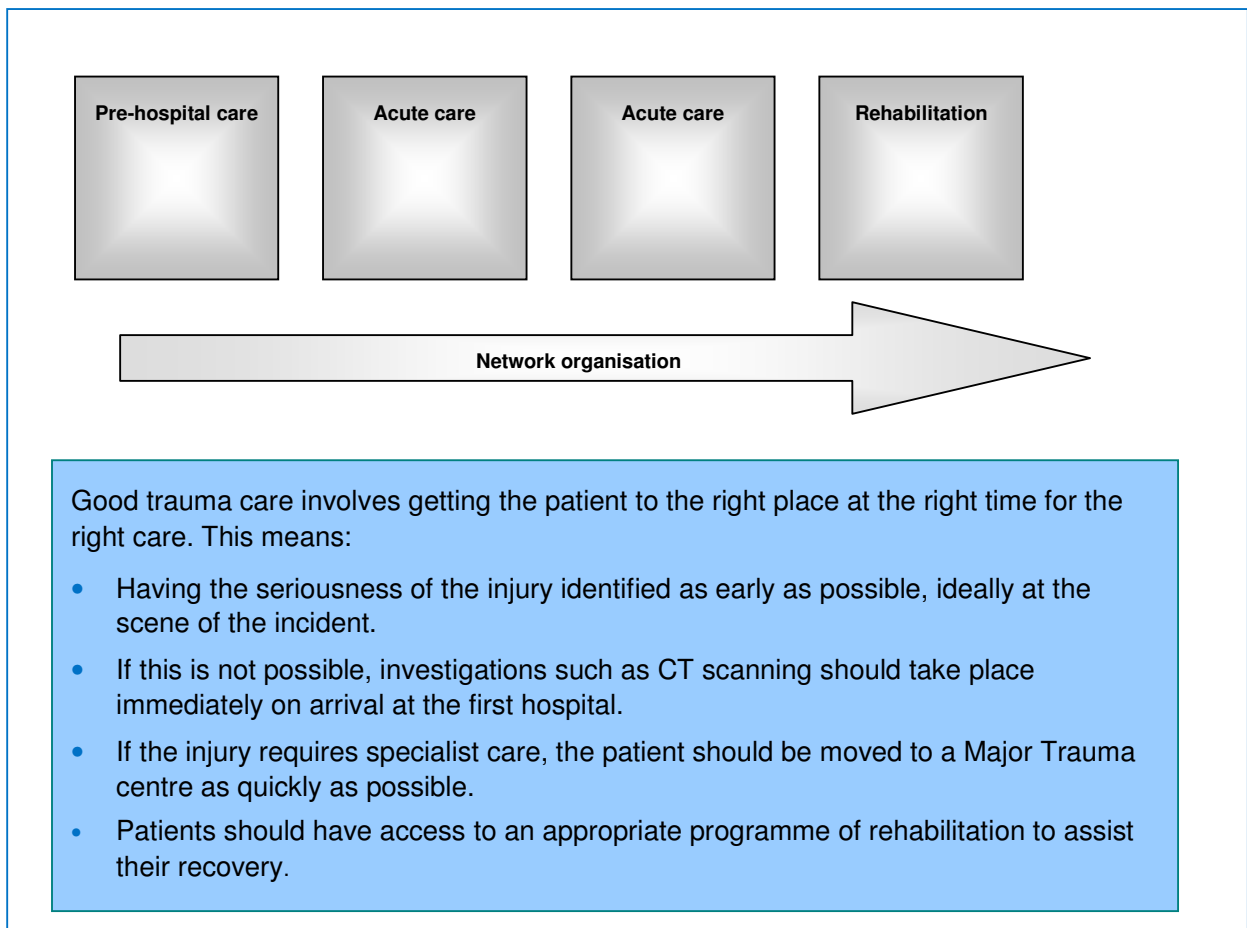 Pre-hospital care
Acute care
Acute care
Rehabilitation
Network organisation
Good trauma care involves getting the patient to the right place at the right time for the
right care. This means:
• Having the seriousness of the injury identified as early as possible, ideally at the
scene of the incident.
• If this is not possible, investigations such as CT scanning should take place
immediately on arrival at the first hospital.
• If the injury requires specialist care, the patient should be moved to a Major Trauma
centre as quickly as possible.
• Patients should have access to an appropriate programme of rehabilitation to assist
their recovery.